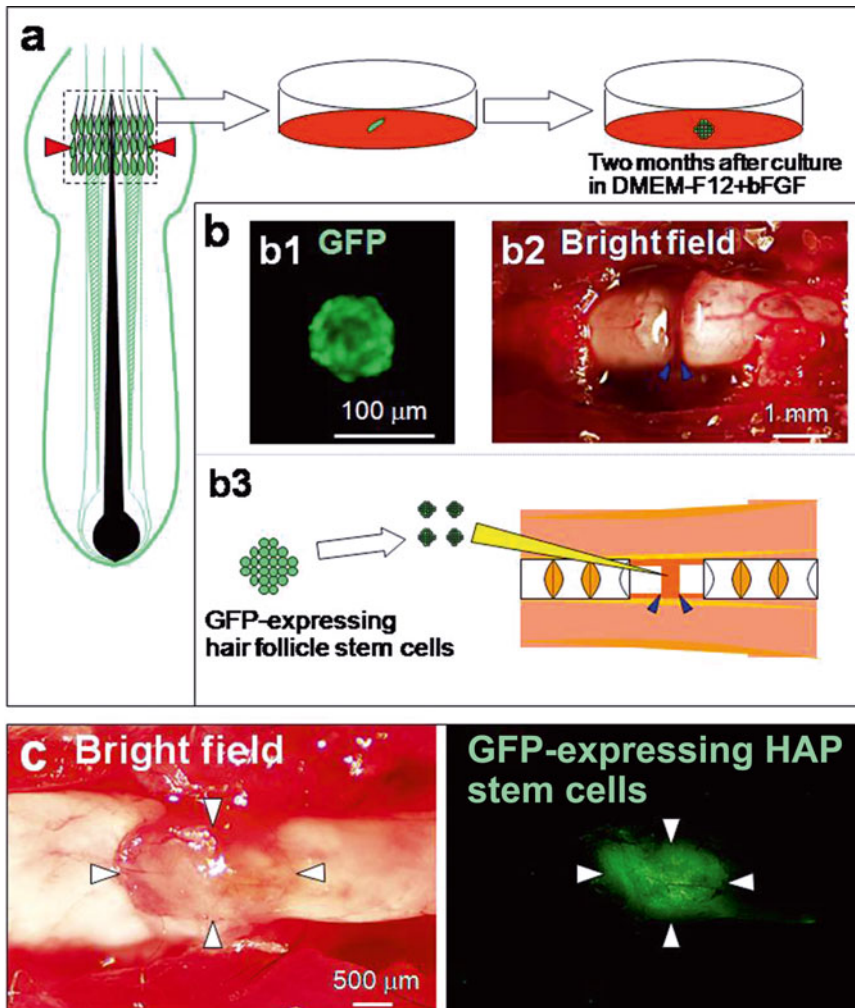 a
Two months after culture
in DMEM-F12+bFGF
b
b1 GFP
100 μm
b2 Bright field
1 mm
b3
GFP-expressing
hair follicle stem cells
c Bright field
500 μm
GFP-expressing HAP
stem cells